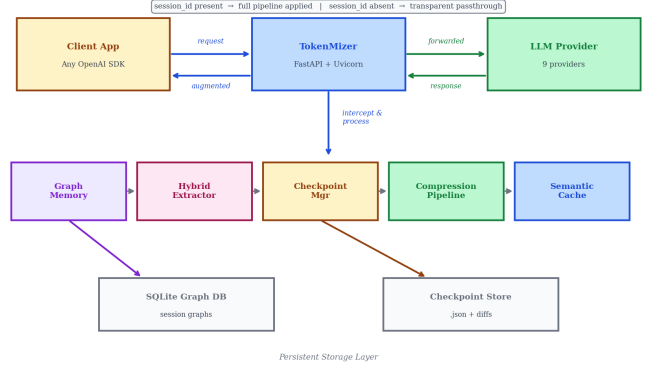 session_id present → full pipeline applied | session_id absent → transparent passthrough
Client App
Any OpenAI SDK
request
augmented
TokenMizer
FastAPI + Uvicorn
forwarded
response
LLM Provider
9 providers
intercept &
process
Graph
Memory
Hybrid
Extractor
Checkpoint
Mgr
Compression
Pipeline
Semantic
Cache
SQLite Graph DB
session graphs
Checkpoint Store
.json + diffs
Persistent Storage Layer